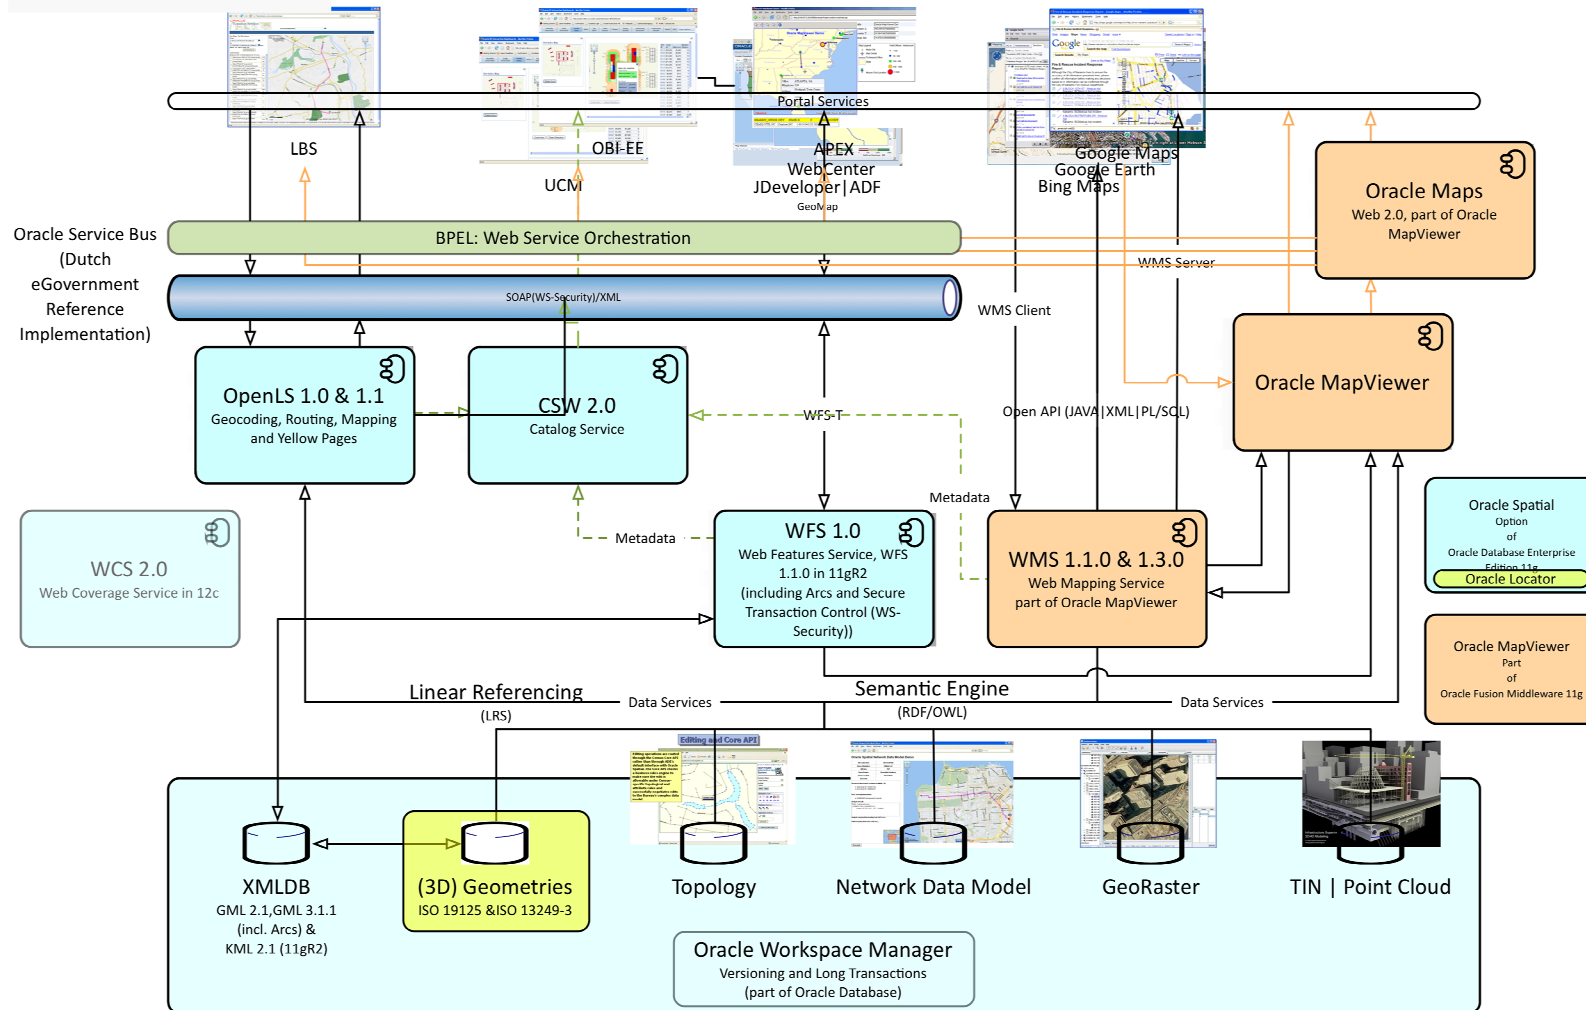 Portal Services
LBS
OBI-EE
UCM
APEX
WebCenter
JDeveloper|ADF
GeoMap
Google
Google Maps
Google Earth
Bing Maps
Oracle Maps
Web 2.0, part of Oracle
MapViewer
Oracle Service Bus
(Dutch
eGovernment
Reference
Implementation)
BPEL: Web Service Orchestration
SOAP(WS-Security)/XML
WMS Server
WMS Client
OpenLS 1.0 & 1.1
Geocoding, Routing, Mapping
and Yellow Pages
CSW 2.0
Catalog Service
WFS-T
Open API (JAVA|XML|PL/SQL)
Oracle MapViewer
Metadata
Metadata
WCS 2.0
Web Coverage Service in 12c
WFS 1.0
Web Features Service, WFS
1.1.0 in 11gR2
(including Arcs and Secure
Transaction Control (WS-
Security))
WMS 1.1.0 & 1.3.0
Web Mapping Service
part of Oracle MapViewer
Oracle Spatial
Option
of
Oracle Database Enterprise
Edition 11g
Oracle Locator
Oracle MapViewer
Part
of
Oracle Fusion Middleware 11g
Linear Referencing
(LRS)
Data Services
Semantic Engine
(RDF/OWL)
Data Services
Editing and Core API
XMLDB
GML 2.1,GML 3.1.1
(incl. Arcs) &
KML 2.1 (11gR2)
(3D) Geometries
ISO 19125 &ISO 13249-3
Topology
Network Data Model
GeoRaster
TIN | Point Cloud
Oracle Workspace Manager
Versioning and Long Transactions
(part of Oracle Database)